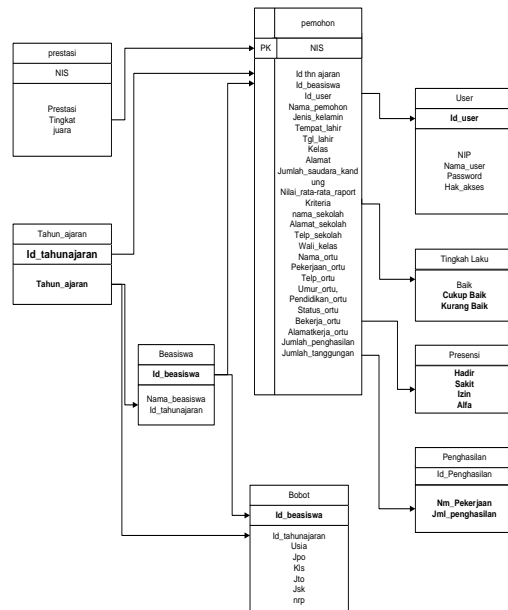 prestasi
NIS
Prestasi
Tingkat
juara
Tahun_ajaran
Id_tahunajaran
Tahun_ajaran
Beasiswa
Id_beasiswa
Nama_beasiswa
Id_tahunajaran
pemohon
PK NIS
Id thn ajaran
Id_beasiswa
Id_user
Nama_pemohon
Jenis_kelamin
Tempat_lahir
Tgl_lahir
Kelas
Alamat
Jumlah_saudara_kand
ung
Nilai_rata-rata_raport
Kriteria
nama_sekolah
Alamat_sekolah
Telp_sekolah
Wali_kelas
Nama_ortu
Pekerjaan_ortu
Telp_ortu
Umur_ortu,
Pendidikan_ortu
Status_ortu
Bekerja_ortu
Alamatkerja_ortu
Jumlah_penghasilan
Jumlah_tanggungan
Bobot
Id_beasiswa
Id_tahunajaran
Usia
Jpo
Kls
Jto
Jsk
nrp
User
Id_user
NIP
Nama_user
Password
Hak_akses
Tingkah Laku
Baik
Cukup Baik
Kurang Baik
Presensi
Hadir
Sakit
Izin
Alfa
Penghasilan
Id_Penghasilan
Nm_Pekerjaan
Jml_penghasilan